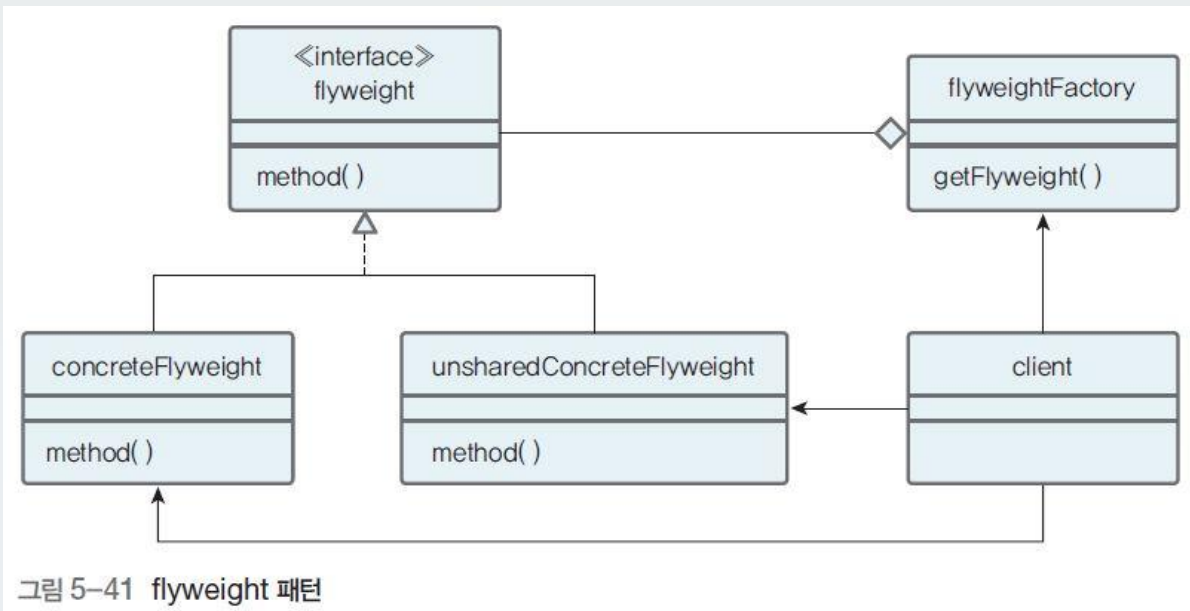 ≪interface≫
flyweight
method( )
flyweightFactory
getFlyweight( )
concreteFlyweight
method( )
unsharedConcreteFlyweight
method( )
client
그림 5-41 flyweight 패턴